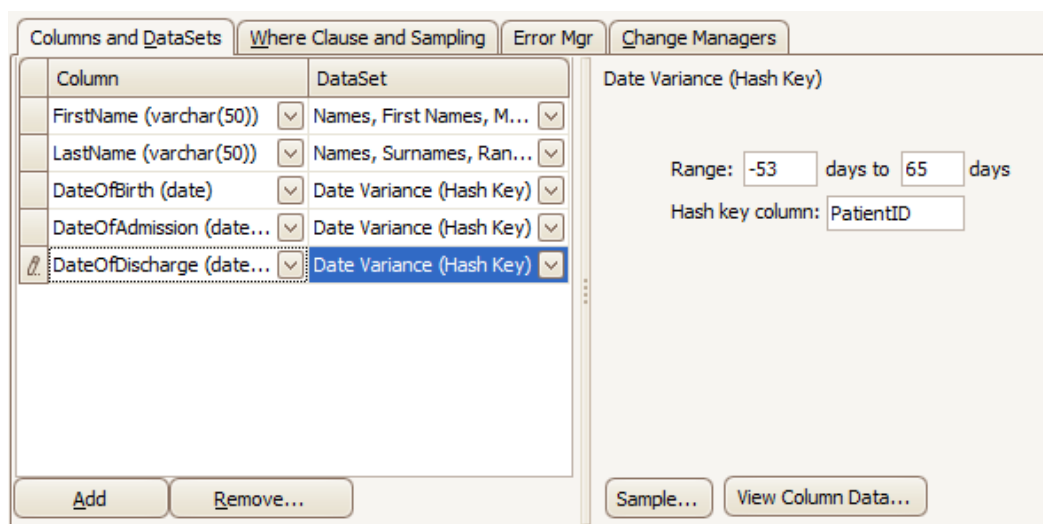 Columns and DataSets Where Clause and Sampling Error Mgr Change Managers
Column DataSet
FirstName (varchar(50)) Names, First Names, M...
LastName (varchar(50)) Names, Surnames, Ran...
DateOfBirth (date) Date Variance (Hash Key)
DateOfAdmission (date... Date Variance (Hash Key)
DateOfDischarge (date... Date Variance (Hash Key)
Add Remove...
Date Variance (Hash Key)
Range: -53 days to 65 days
Hash key column: PatientID
Sample... View Column Data...